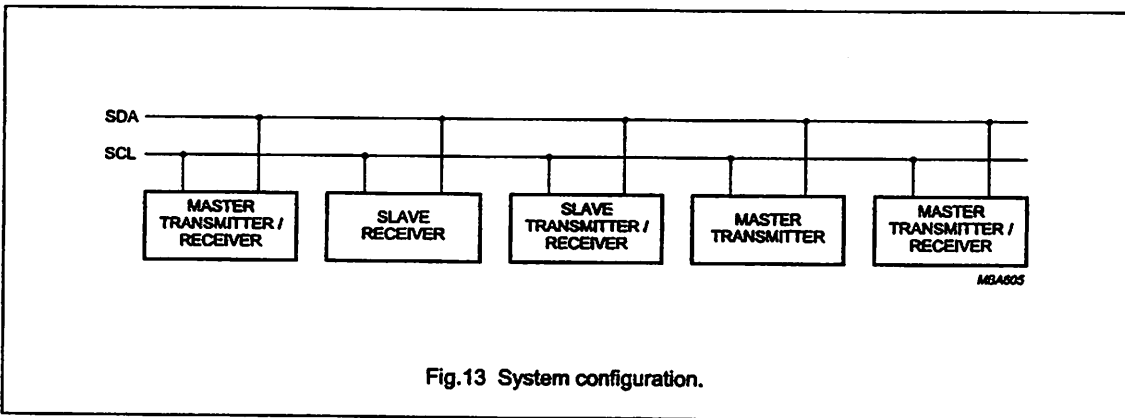 SDA
SCL
MASTER
TRANSMITTER /
RECEIVER
SLAVE
RECEIVER
SLAVE
TRANSMITTER /
RECEIVER
MASTER
TRANSMITTER
MASTER
TRANSMITTER /
RECEIVER
MBA605
Fig.13 System configuration.